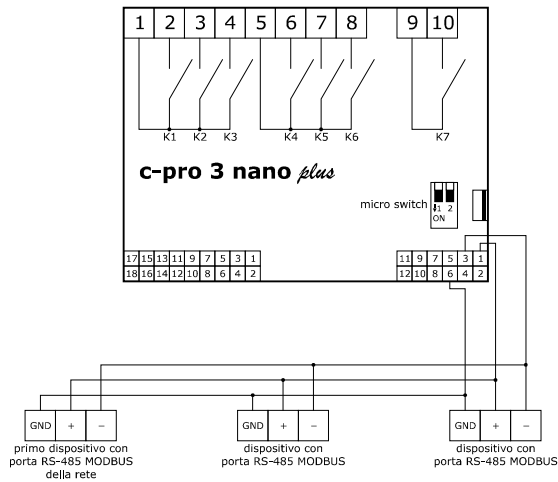 1 2 3 4 5 6 7 8 9 10
K1 K2 K3 K4 K5 K6 K7
c-pro 3 nano plus
micro switch
1 2
ON
17 15 13 11 9 7 5 3 1 11 9 7 5 3 1
18 16 14 12 10 8 6 4 2 12 10 8 6 4 2
GND + − GND + − GND + −
primo dispositivo con dispositivo con dispositivo con
porta RS-485 MODBUS porta RS-485 MODBUS porta RS-485 MODBUS
della rete